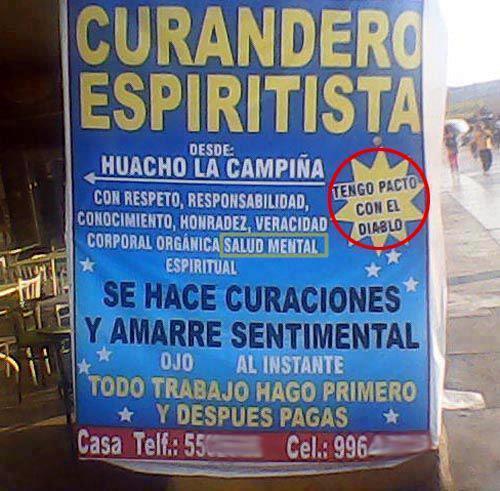 CURANDERO
ESPIRITISTA
DESDE:
HUACHO LA CAMPIÑA
TENGO PACTO
CON EL
DIABLO
CON RESPETO, RESPONSABILIDAD,
CONOCIMIENTO, HONRADEZ, VERACIDAD
CORPORAL ORGÁNICA SALUD MENTAL
ESPIRITUAL
SE HACE CURACIONES
Y AMARRE SENTIMENTAL
OJO AL INSTANTE
TODO TRABAJO HAGO PRIMERO
Y DESPUES PAGAS
Casa Telf.: 55 Cel.: 996